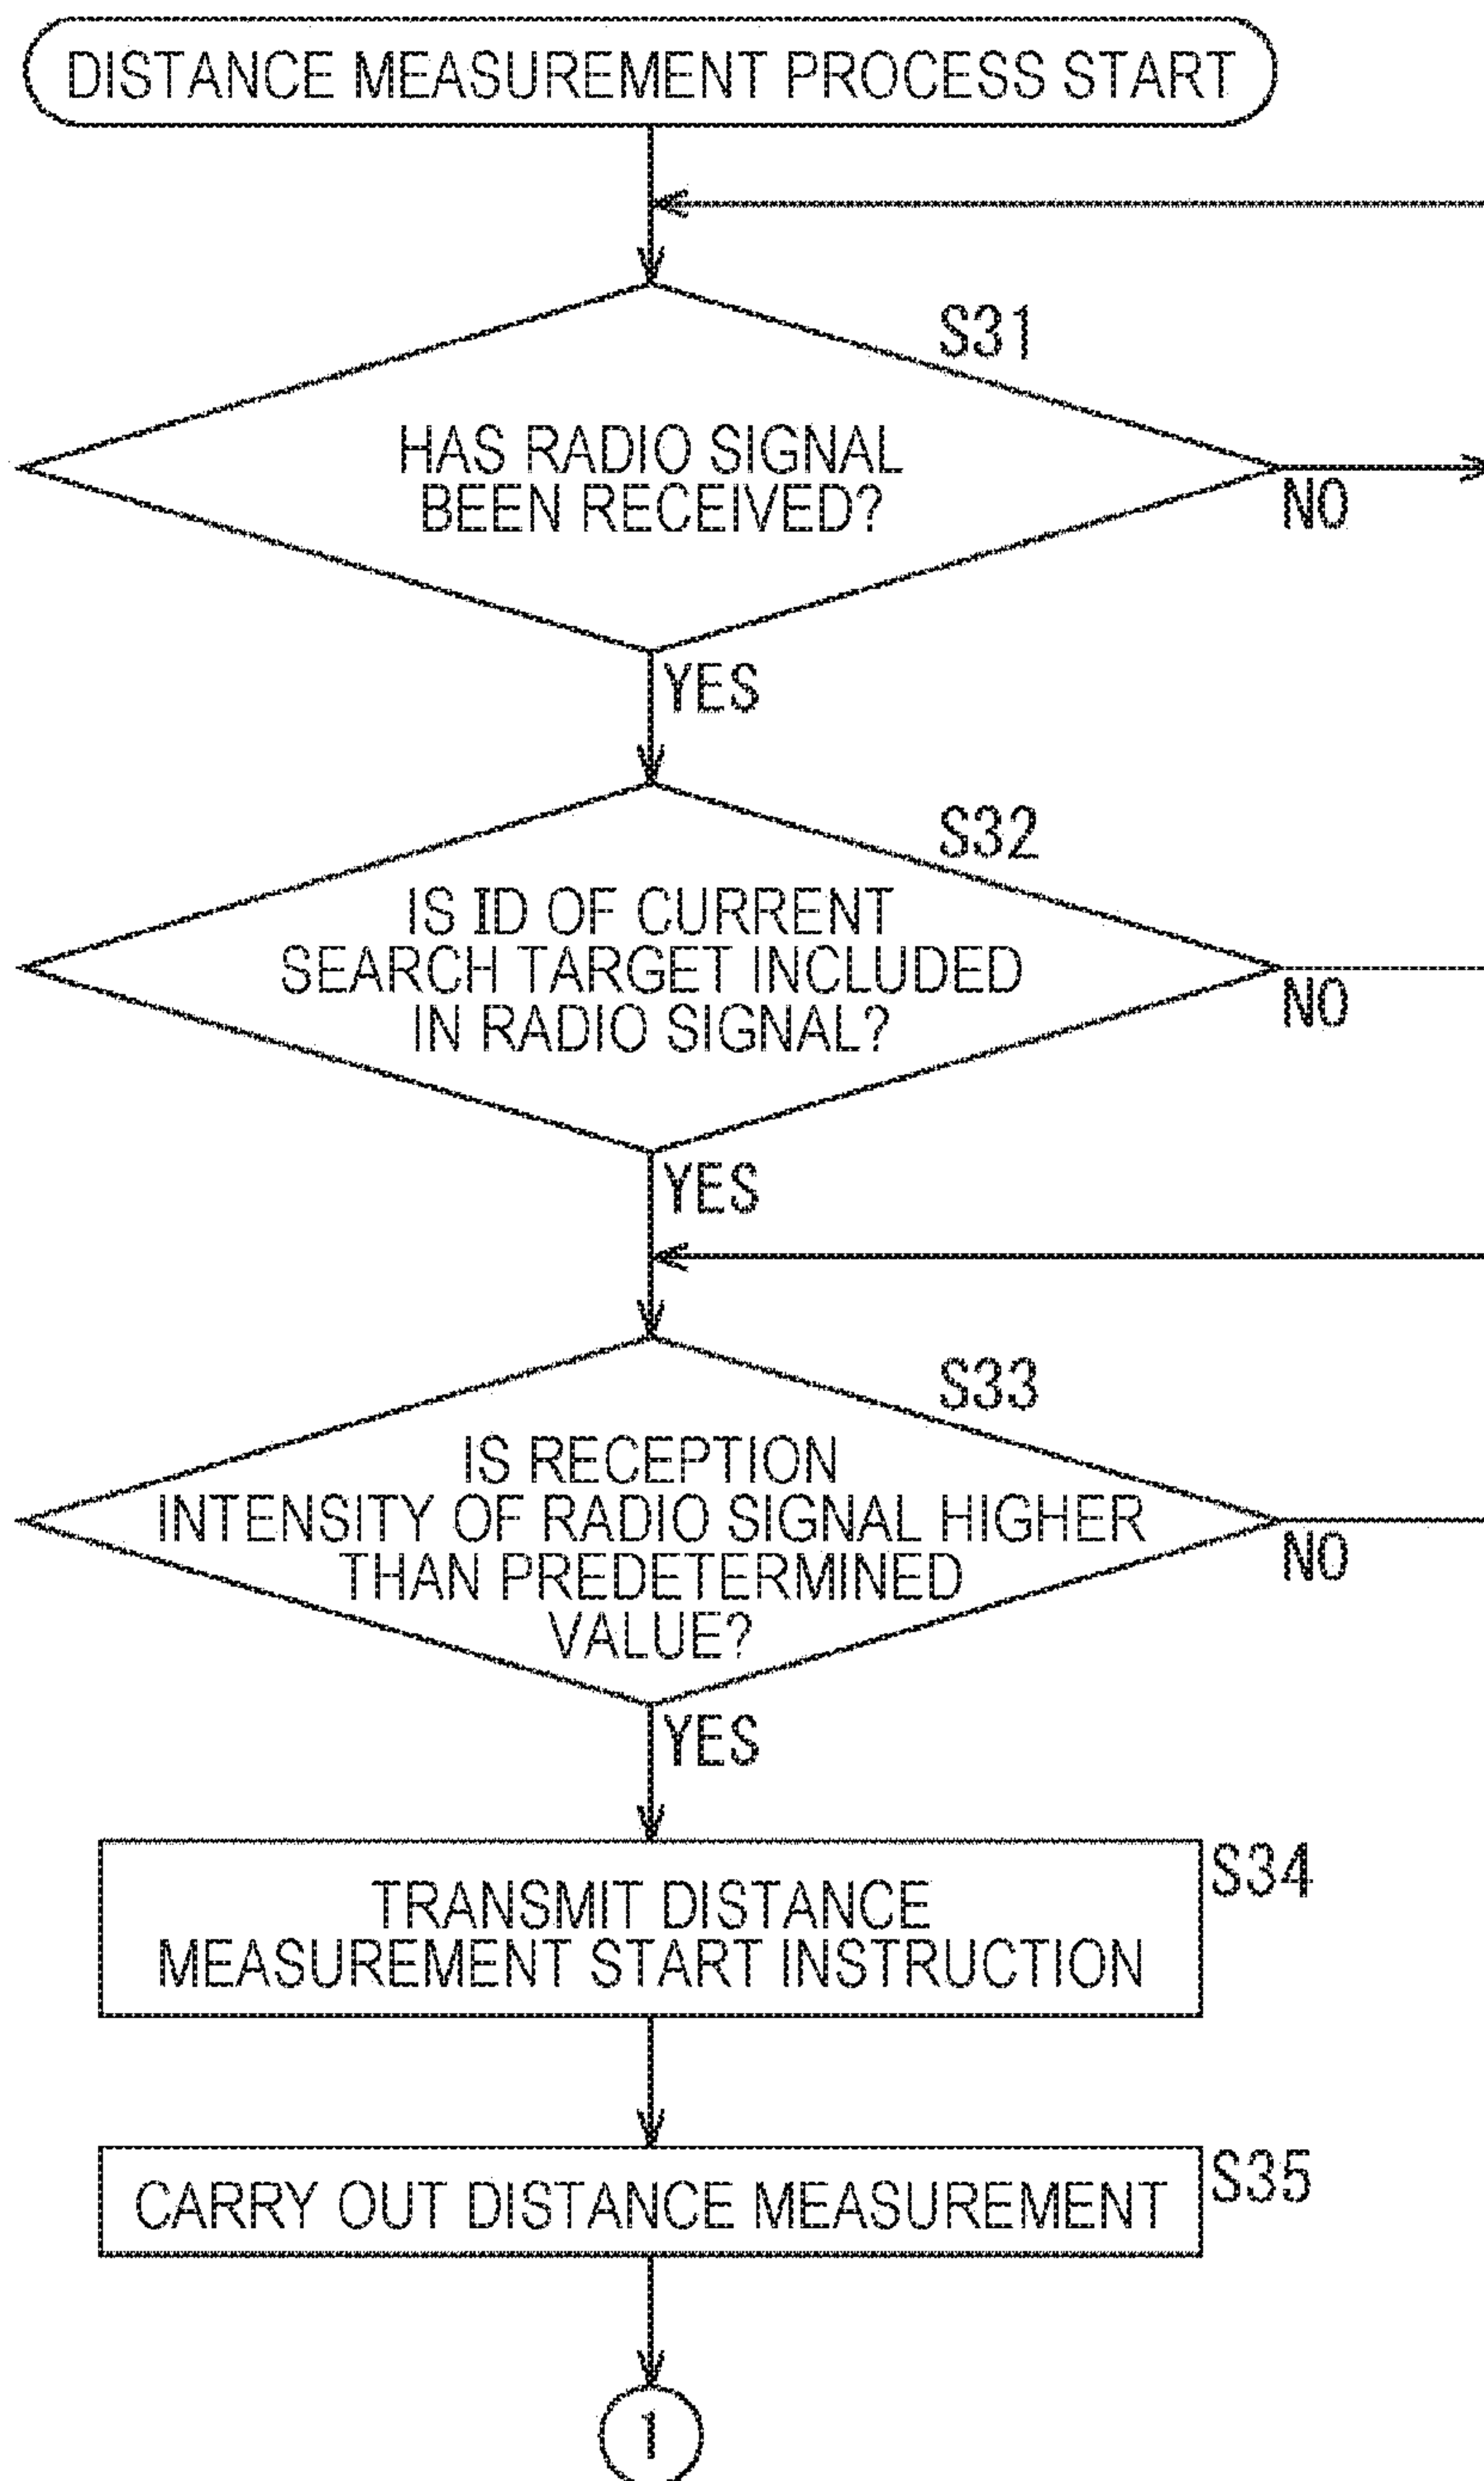 DISTANCE MEASUREMENT PROCESS START
S31
HAS RADIO SIGNAL
BEEN RECEIVED?
NO
YES
S32
IS ID OF CURRENT
SEARCH TARGET INCLUDED
IN RADIO SIGNAL?
NO
YES
S33
IS RECEPTION
INTENSITY OF RADIO SIGNAL HIGHER
THAN PREDETERMINED
VALUE?
NO
YES
S34
TRANSMIT DISTANCE
MEASUREMENT START INSTRUCTION
S35
CARRY OUT DISTANCE MEASUREMENT
1